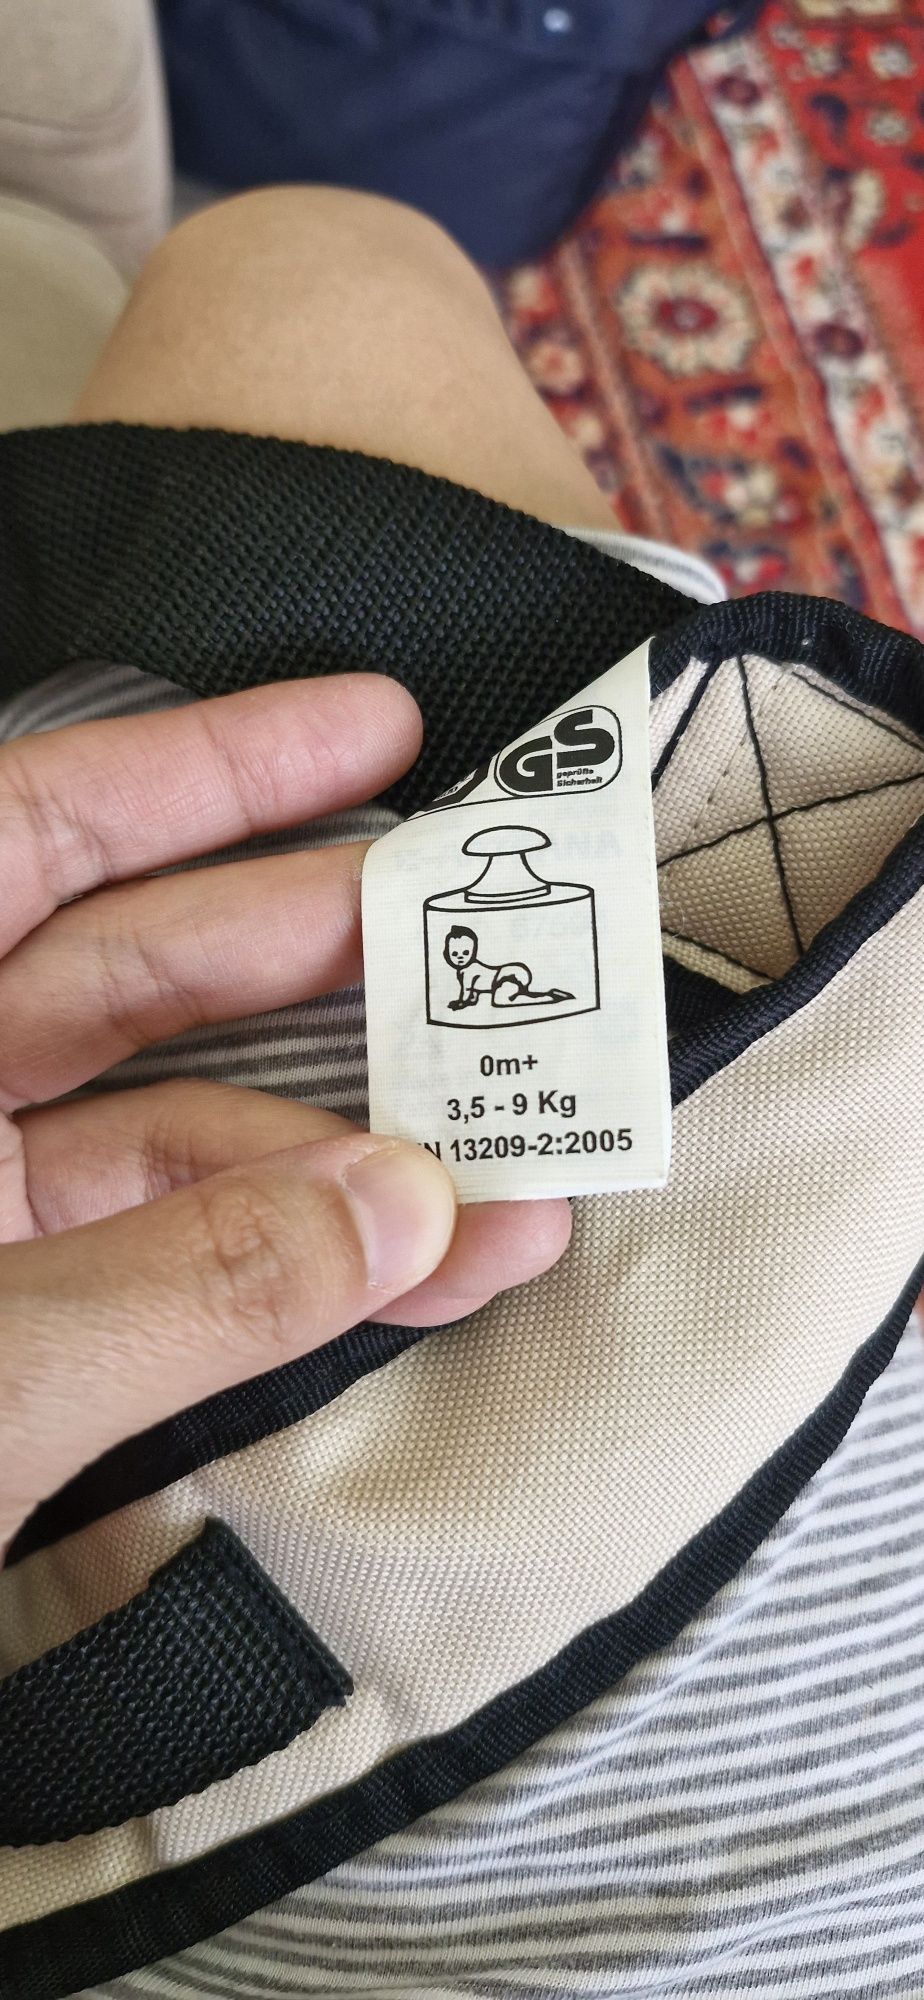 GS
geprüfte
Sicherheit
0m+
3,5 - 9 Kg
13209-2:2005